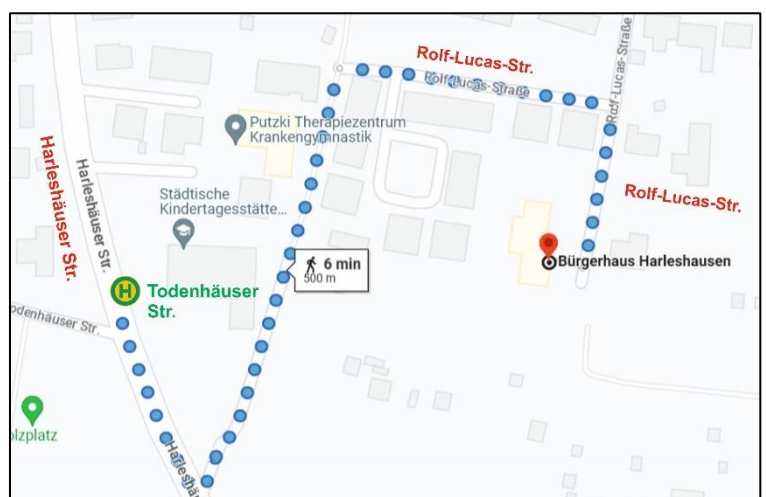 Rolf-Lucas-Str.
Rolf-Lucas-Straße
Rolf-Lucas-Straße
Putzki Therapiezentrum
Krankengymnastik
Harleshäuser Str.
Harleshäuser Str.
Städtische
Kindertagesstätte...
Rolf-Lucas-Str.
6 min
500 m
Bürgerhaus Harleshausen
H
Todenhäuser
Str.
odenhäuser Str.
olzplatz
Harleshäu